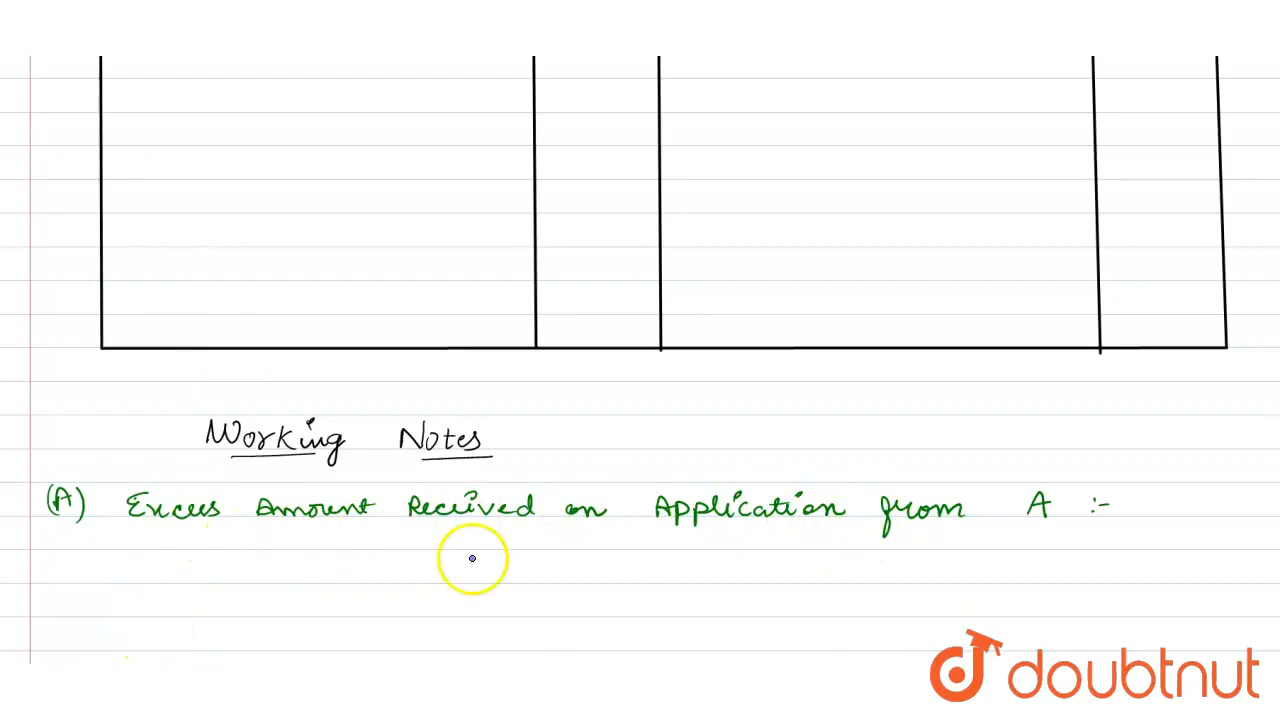 Working Notes
(A) Excess Amount Received on Application from A :-
doubtnut